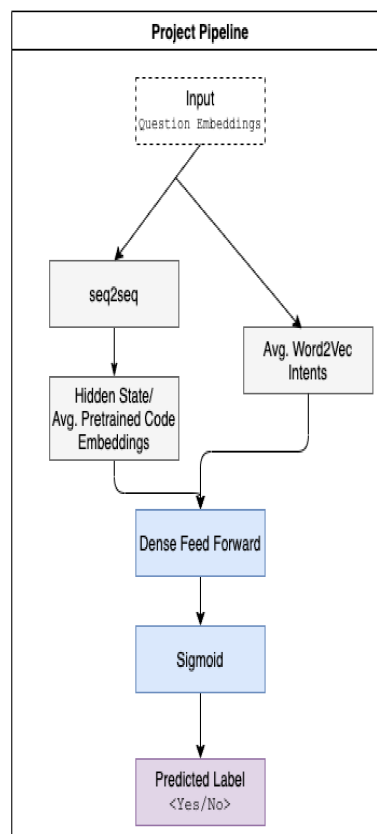 Project Pipeline
Input
Question Embeddings
seq2seq
Avg. Word2Vec
Intents
Hidden State/
Avg. Pretrained Code
Embeddings
Dense Feed Forward
Sigmoid
Predicted Label
<Yes/No>